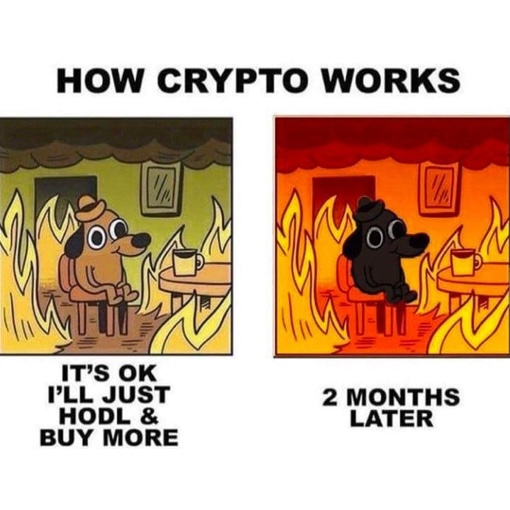 HOW CRYPTO WORKS
IT'S OK
I'LL JUST
HODL &
BUY MORE
2 MONTHS
LATER